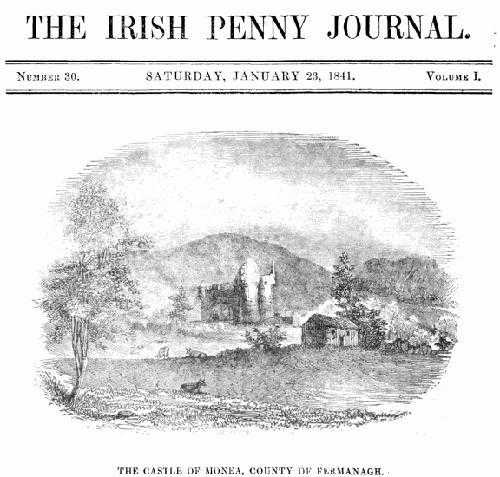 THE IRISH PENNY JOURNAL.
NUMBER 30. SATURDAY, JANUARY 23, 1841. VOLUME I.
THE CASTLE OF MONEA, COUNTY OF FERMANAGH.